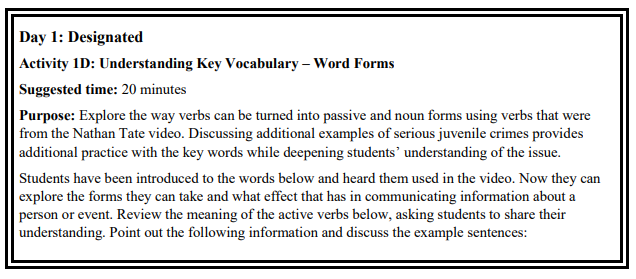 Day 1: Designated
Activity 1D: Understanding Key Vocabulary – Word Forms
Suggested time: 20 minutes
Purpose: Explore the way verbs can be turned into passive and noun forms using verbs that were
from the Nathan Tate video. Discussing additional examples of serious juvenile crimes provides
additional practice with the key words while deepening students’ understanding of the issue.
Students have been introduced to the words below and heard them used in the video. Now they can
explore the forms they can take and what effect that has in communicating information about a
person or event. Review the meaning of the active verbs below, asking students to share their
understanding. Point out the following information and discuss the example sentences: